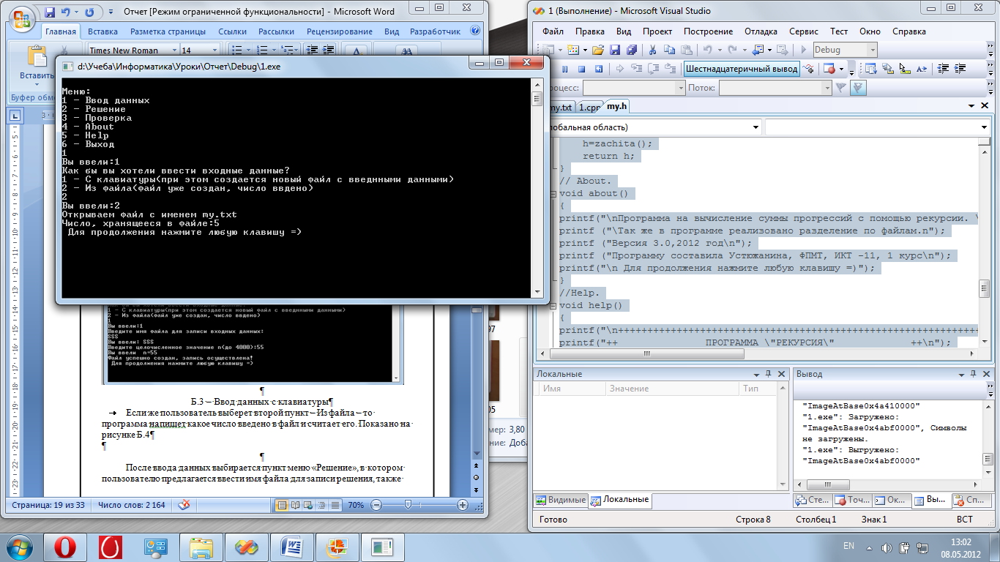 Отчет [Режим ограниченной функциональности] - Microsoft Word
Главная Вставка Разметка страницы Ссылки Рассылки Рецензирование Вид Разработчик
Times New Roman 14
Вставить
Буфер обм
d:\Учеба\Информатика\Уроки\Отчет\Debug\1.exe
Меню:
1 - Ввод данных
2 - Решение
3 - Проверка
4 - About
5 - Help
6 - Выход
1
Вы ввели:1
Как бы вы хотели ввести входные данные?
1 - С клавиатуры(при этом создается новый файл с введнными данными)
2 - Из файла(файл уже создан, число введено)
2
Вы ввели:2
Открываем файл с именем my.txt
Число, хранящееся в файле:5
Для продолжения нажмите любую клавишу =)
1 - С клавиатуры(при этом создается новый файл с введнными данными)
2 - Из файла(файл уже создан, число введено)
1
Вы ввели:1
Введите имя файла для записи входных данных:
SSS
Вы ввели: SSS
Введите целочисленное значение n(до 4000):55
Вы ввели n=55
Файл успешно создан, запись осуществлена!
Для продолжения нажмите любую клавишу =)
¶
Б.3 – Ввод данных с клавиатуры¶
Если же пользователь выберет второй пункт – Из файла – то
программа напишет какое число введено в файл и считает его. Показано на
рисунке Б.4¶
¶
¶
После ввода данных выбирается пункт меню «Решение», в котором
пользователю предлагается ввести имя файла для записи решения, также
Страница: 19 из 33 Число слов: 2 164 70%
97
05
мер: 3,80
ние: Доба
1 (Выполнение) - Microsoft Visual Studio
Файл Правка Вид Проект Построение Отладка Сервис Тест Окно Справка
Debug
Шестнадцатеричный вывод
роцесс: Поток:
my.txt 1.cpp my.h
лобальная область)
h=zachita();
return h;
}
// About.
void about()
{
printf("\nПрограмма на вычисление суммы прогрессий с помощью рекурсии. \
printf ("\Так же в программе реализовано разделение по файлам.n");
printf ("Версия 3.0,2012 год\n");
printf ("Программу составила Устюжанина, ФПМТ, ИКТ -11, 1 курс\n");
printf("\n Для продолжения нажмите любую клавишу =)");
}
//Help.
void help()
{
printf("++ ПРОГРАММА \"РЕКУРСИЯ\" ++\n");
Локальные
Имя Значение Тип
Видимые Локальные
Вывод
"ImageAtBase0x4a410000"
"1.exe": Загружено:
"ImageAtBase0x4abf0000", Символы
не загружены.
"1.exe": Выгружено:
"ImageAtBase0x4abf0000"
Сте... Точ... Ок... Вы... Сп...
Готово Строка 8 Столбец 1 Знак 1 ВСТ
EN
13:02
08.05.2012